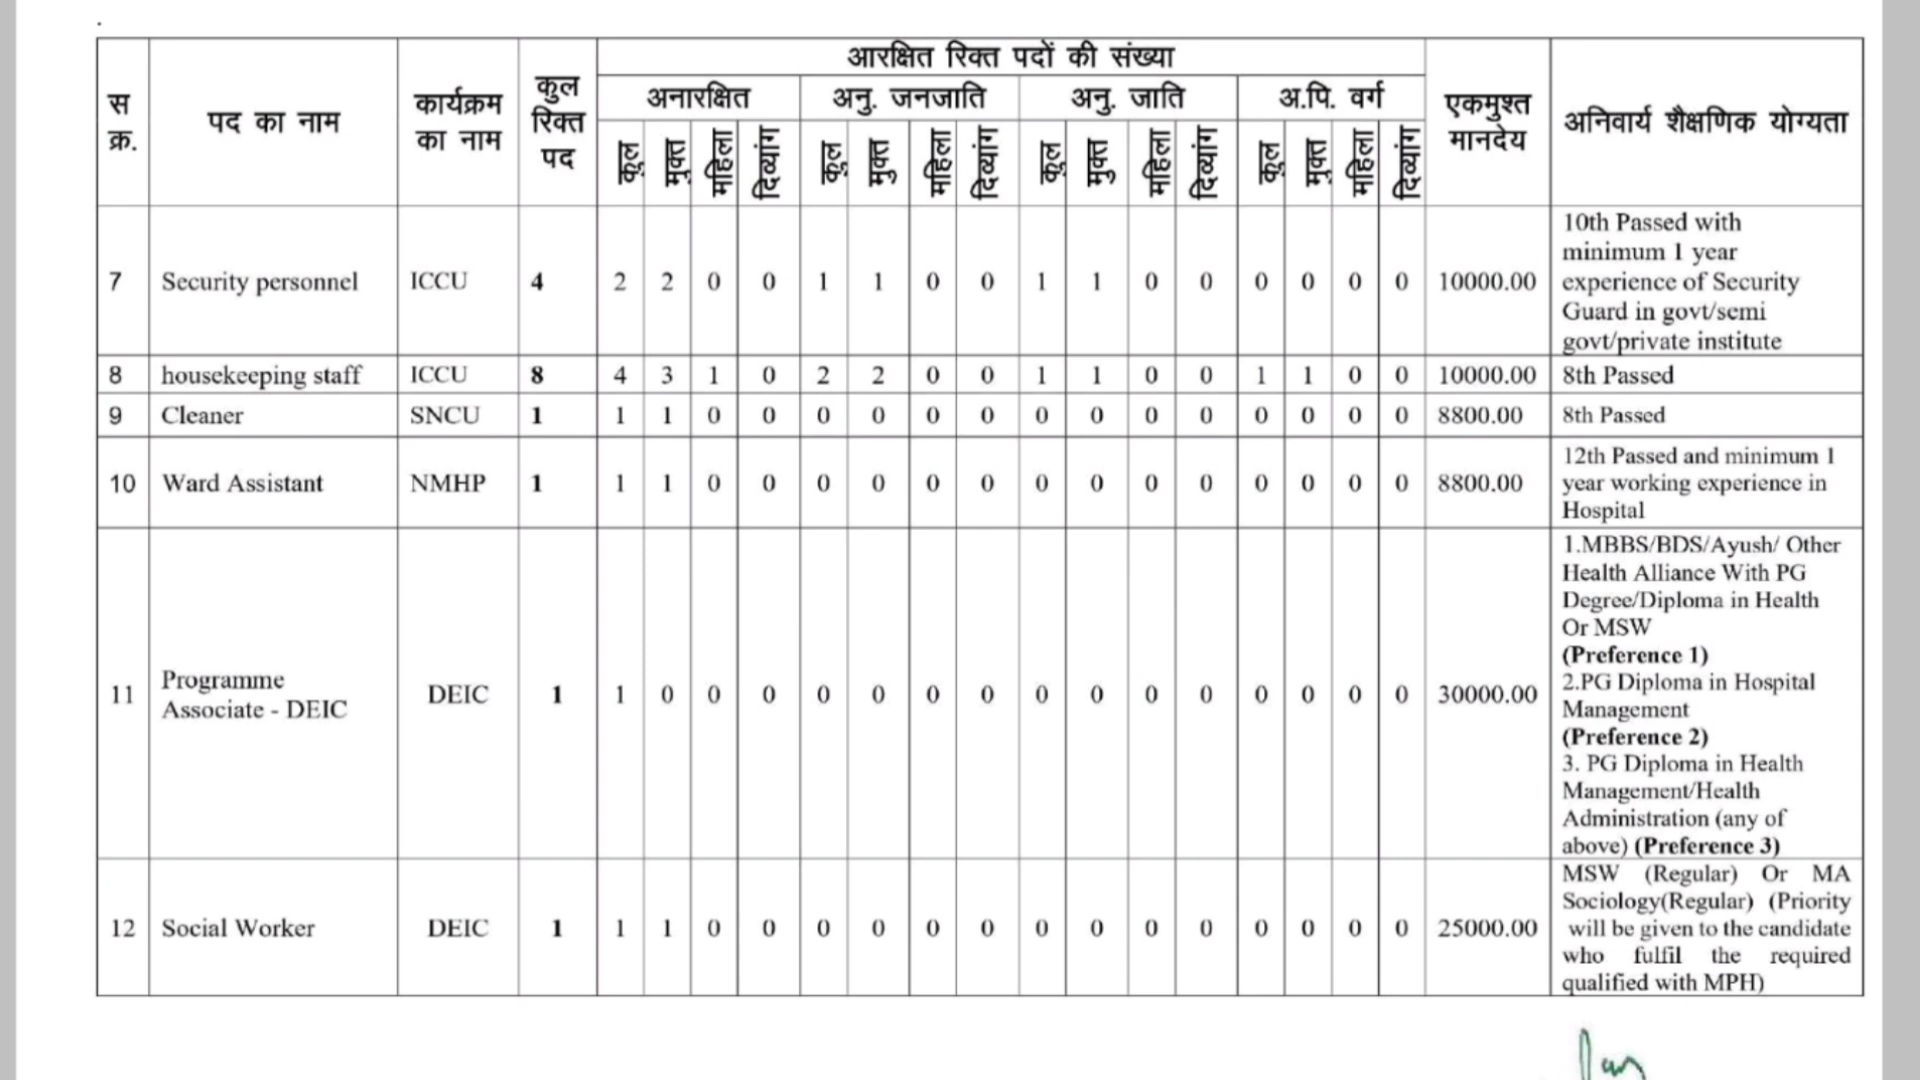 आरक्षित रिक्त पदों की संख्या
स क्र. पद का नाम कार्यक्रम का नाम कुल रिक्त पद अनारक्षित अनु. जनजाति अनु. जाति अ.पि. वर्ग एकमुश्त मानदेय अनिवार्य शैक्षणिक योग्यता
कुल मुक्त महिला दिव्यांग कुल मुक्त महिला दिव्यांग कुल मुक्त महिला दिव्यांग कुल मुक्त महिला दिव्यांग
7 Security personnel ICCU 4 2 2 0 0 1 1 0 0 1 1 0 0 0 0 0 0 10000.00 10th Passed with
minimum 1 year
experience of Security
Guard in govt/semi
govt/private institute
8 housekeeping staff ICCU 8 4 3 1 0 2 2 0 0 1 1 0 0 1 1 0 0 10000.00 8th Passed
9 Cleaner SNCU 1 1 1 0 0 0 0 0 0 0 0 0 0 0 0 0 0 8800.00 8th Passed
10 Ward Assistant NMHP 1 1 1 0 0 0 0 0 0 0 0 0 0 0 0 0 0 8800.00 12th Passed and minimum 1
year working experience in
Hospital
11 Programme
Associate - DEIC DEIC 1 1 0 0 0 0 0 0 0 0 0 0 0 0 0 0 0 30000.00 1.MBBS/BDS/Ayush/ Other
Health Alliance With PG
Degree/Diploma in Health
Or MSW
(Preference 1)
2.PG Diploma in Hospital
Management
(Preference 2)
3. PG Diploma in Health
Management/Health
Administration (any of
above) (Preference 3)
12 Social Worker DEIC 1 1 1 0 0 0 0 0 0 0 0 0 0 0 0 0 0 25000.00 MSW (Regular) Or MA
Sociology(Regular) (Priority
will be given to the candidate
who fulfil the required
qualified with MPH)